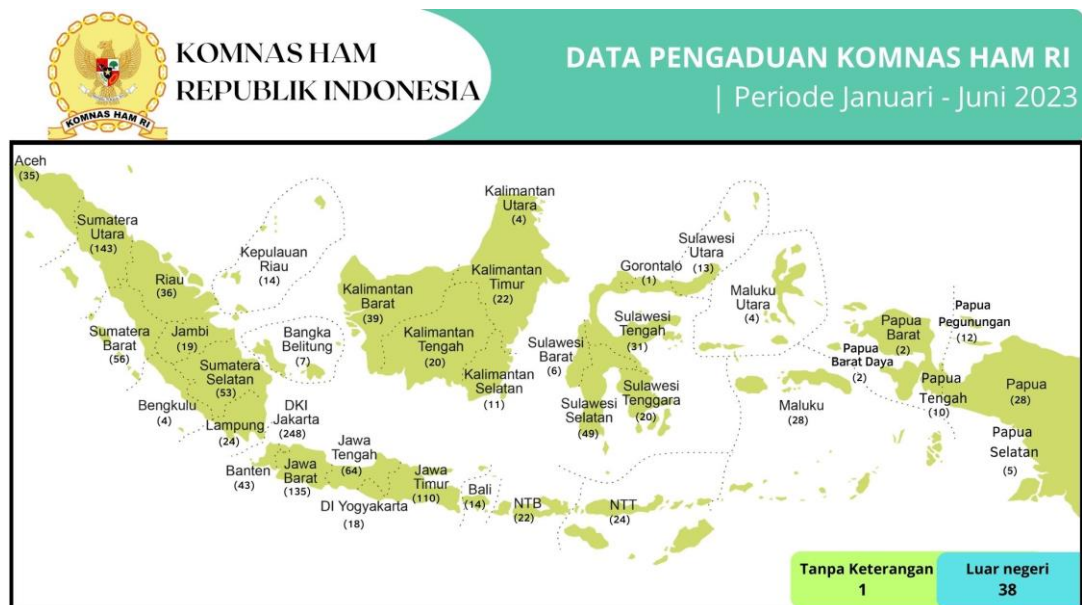 KOMNAS HAM
REPUBLIK INDONESIA
KOMNAS HAM RI
DATA PENGADUAN KOMNAS HAM RI
| Periode Januari - Juni 2023
Aceh
(35)
Sumatera
Utara
(143)
Riau
(36)
Kepulauan
Riau
(14)
Sumatera
Barat
(56)
Jambi
(19)
Bangka
Belitung
(7)
Sumatera
Selatan
(53)
Bengkulu
(4)
Lampung
(24)
DKI
Jakarta
(248)
Banten
(43)
Jawa
Barat
(135)
Jawa
Tengah
(64)
DI Yogyakarta
(18)
Jawa
Timur
(110)
Bali
(14)
NTB
(22)
NTT
(24)
Kalimantan
Utara
(4)
Kalimantan
Barat
(39)
Kalimantan
Timur
(22)
Kalimantan
Tengah
(20)
Kalimantan
Selatan
(11)
Gorontalo
(1)
Sulawesi
Utara
(13)
Sulawesi
Tengah
(31)
Sulawesi
Barat
(6)
Sulawesi
Tenggara
(20)
Sulawesi
Selatan
(49)
Maluku
Utara
(4)
Maluku
(28)
Papua
Barat
(2)
Papua
Barat Daya
(2)
Papua
Pegunungan
(12)
Papua
Tengah
(10)
Papua
(28)
Papua
Selatan
(5)
Tanpa Keterangan
1
Luar negeri
38